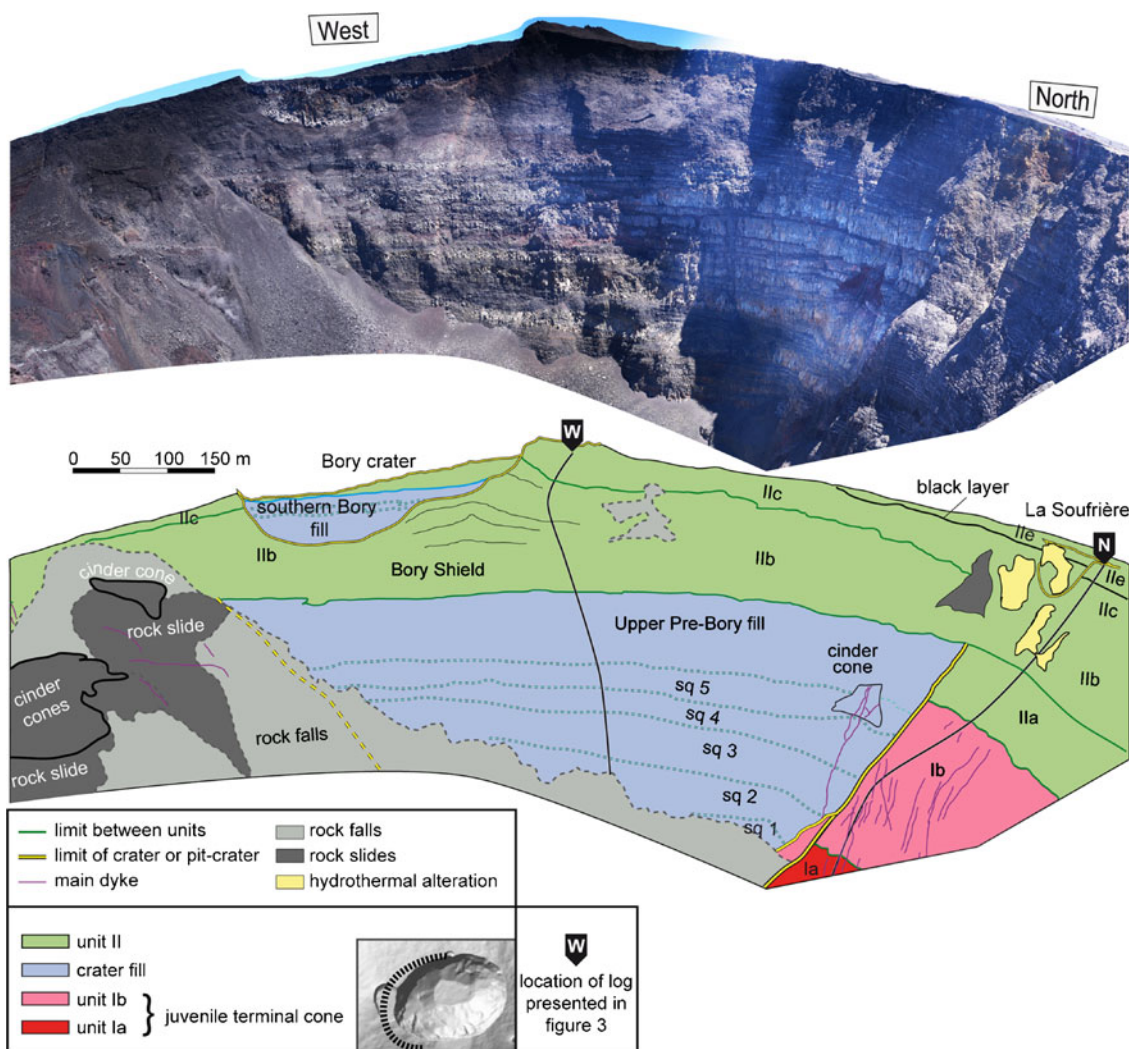 West
North
0 50 100 150 m
Bory crater
W
black layer
La Soufrière
southern Bory
fill
IIc
IIc
IIe
N
IIe
IIc
IIb
Bory Shield
IIb
IIb
cinder cone
rock slide
Upper Pre-Bory fill
cinder
cone
IIa
cinder
cones
sq 5
sq 4
sq 3
rock falls
Ib
rock slide
sq 2
sq 1
Ia
limit between units
limit of crater or pit-crater
main dyke
rock falls
rock slides
hydrothermal alteration
unit II
crater fill
unit Ib
unit Ia
} juvenile terminal cone
W
location of log
presented in
figure 3